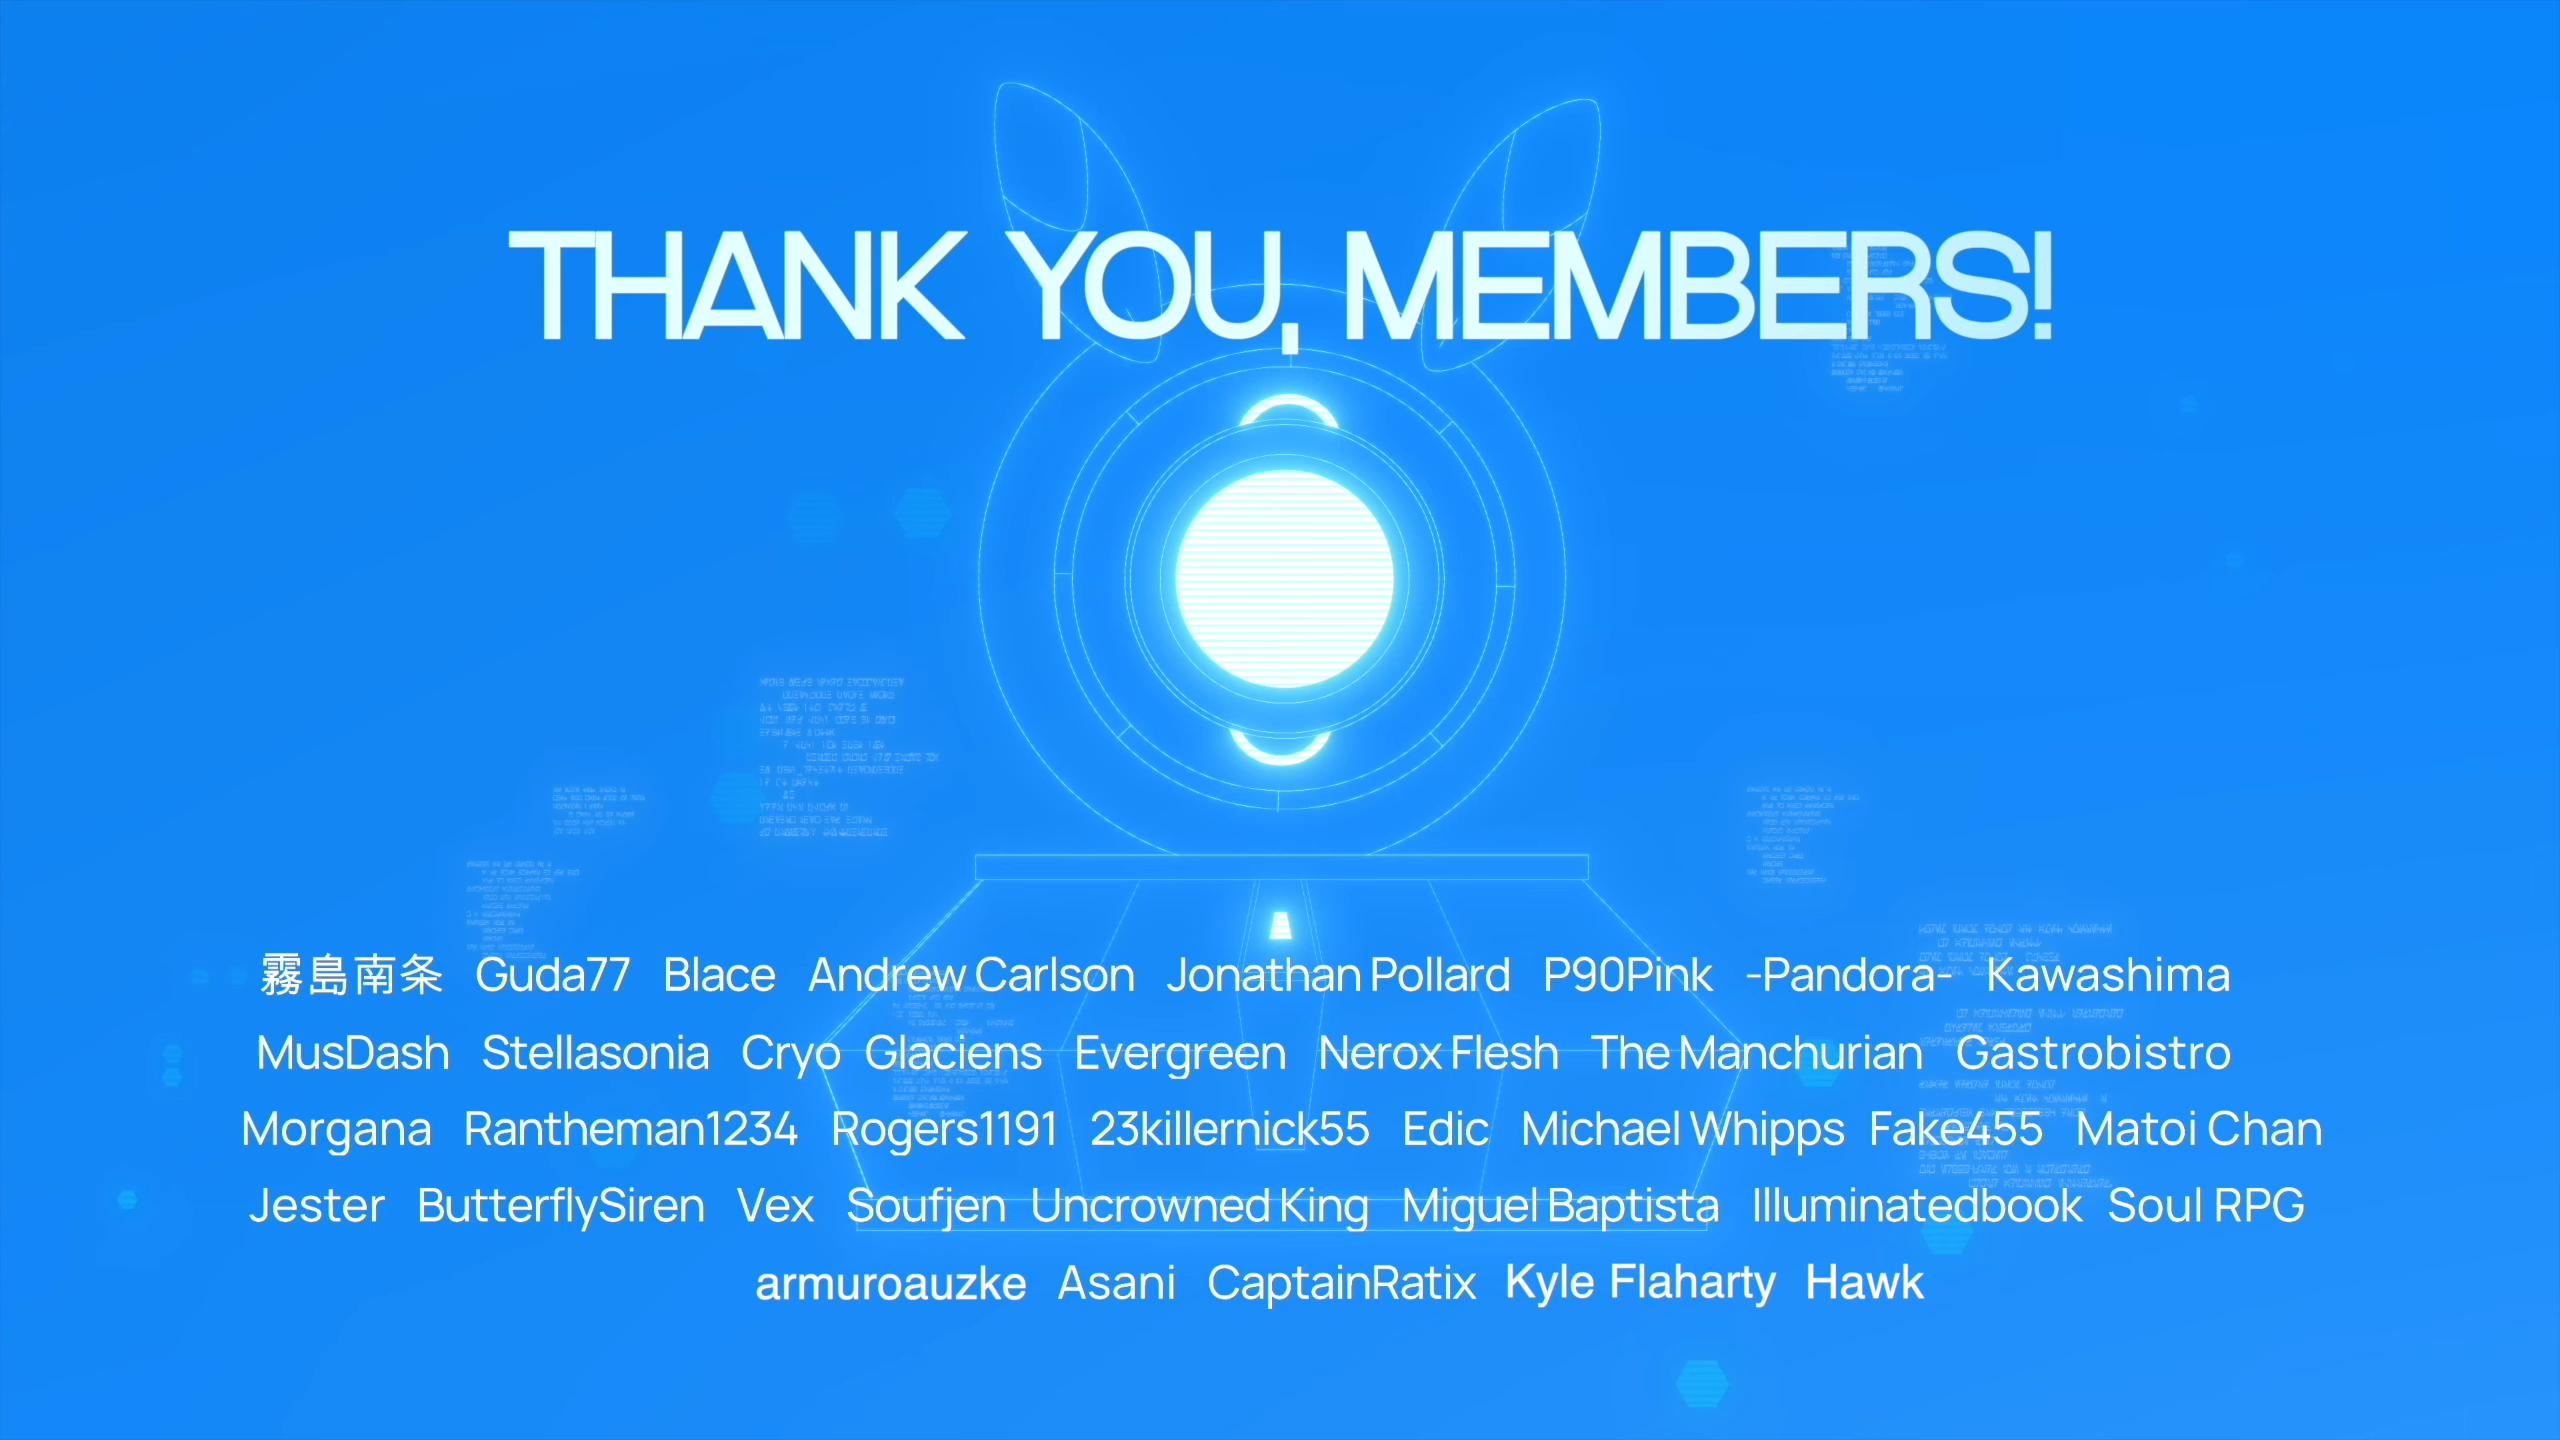 THANK YOU, MEMBERS!
霧島南条 Guda77 Blace Andrew Carlson Jonathan Pollard P90Pink -Pandora- Kawashima
MusDash Stellasonia Cryo Glaciens Evergreen Nerox Flesh The Manchurian Gastrobistro
Morgana Rantheman1234 Rogers1191 23killernick55 Edic Michael Whipps Fake455 Matoi Chan
Jester ButterflySiren Vex Soufjen Uncrowned King Miguel Baptista Illuminatedbook Soul RPG
armuroauzke Asani CaptainRatix Kyle Flaharty Hawk